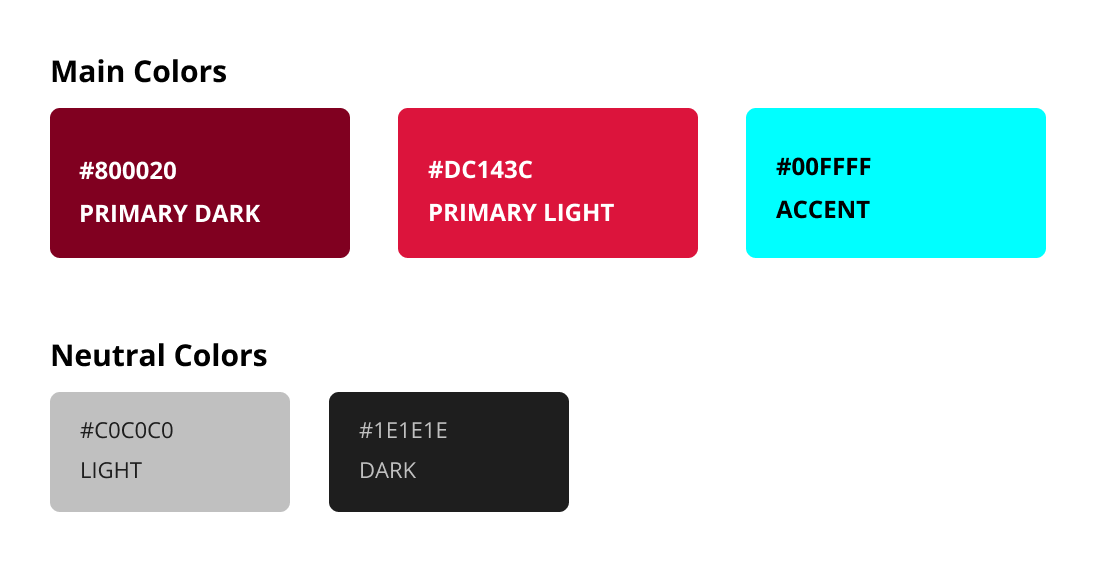 Main Colors
#800020
PRIMARY DARK
#DC143C
PRIMARY LIGHT
#00FFFF
ACCENT
Neutral Colors
#C0C0C0
LIGHT
#1E1E1E
DARK